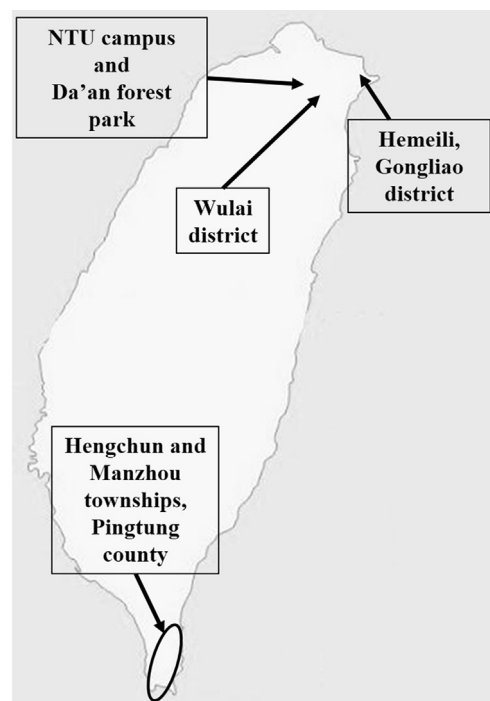 NTU campus
and
Da’an forest
park
Hemeili,
Gongliao
district
Wulai
district
Hengchun and
Manzhou
townships,
Pingtung
county